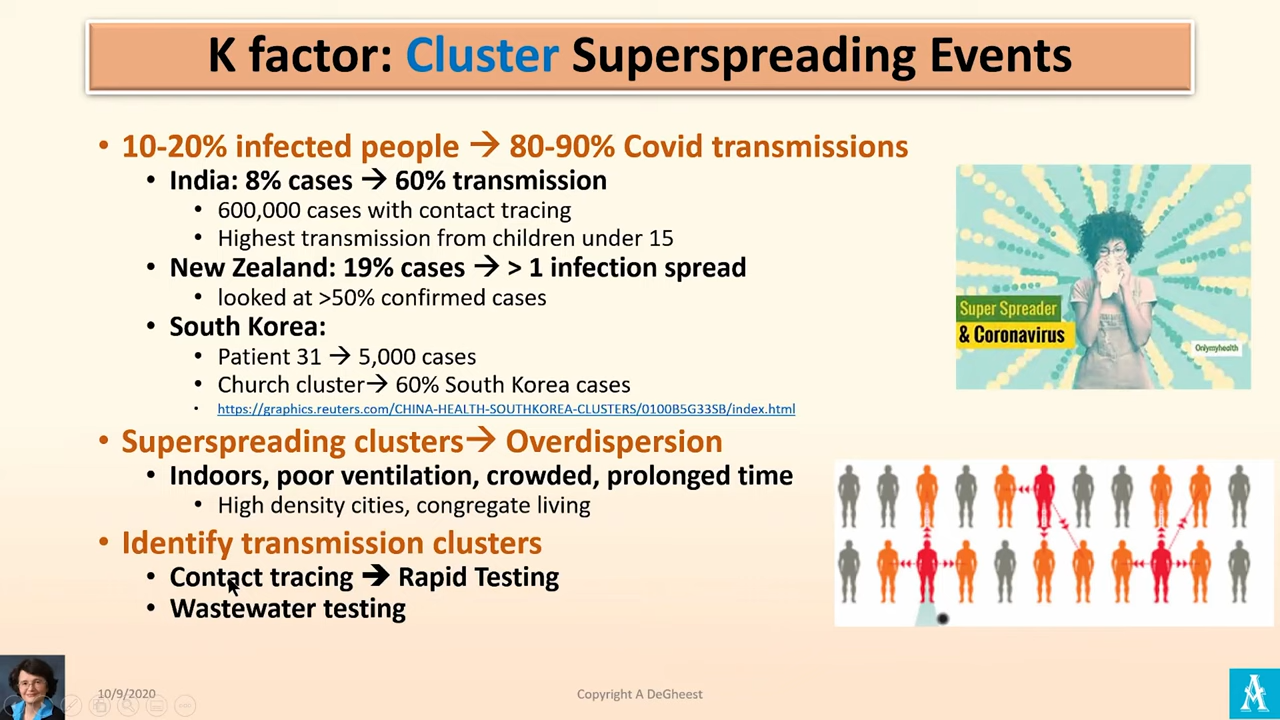 K factor: Cluster Superspreading Events
• 10-20% infected people → 80-90% Covid transmissions
• India: 8% cases → 60% transmission
• 600,000 cases with contact tracing
• Highest transmission from children under 15
• New Zealand: 19% cases → > 1 infection spread
• looked at >50% confirmed cases
• South Korea:
• Patient 31 → 5,000 cases
• Church cluster→ 60% South Korea cases
• https://graphics.reuters.com/CHINA-HEALTH-SOUTHKOREA-CLUSTERS/0100B5G33SB/index.html
• Superspreading clusters→ Overdispersion
• Indoors, poor ventilation, crowded, prolonged time
• High density cities, congregate living
• Identify transmission clusters
• Contact tracing → Rapid Testing
• Wastewater testing
Super Spreader
& Coronavirus
Onlymyhealth
10/9/2020
Copyright A DeGheest
A